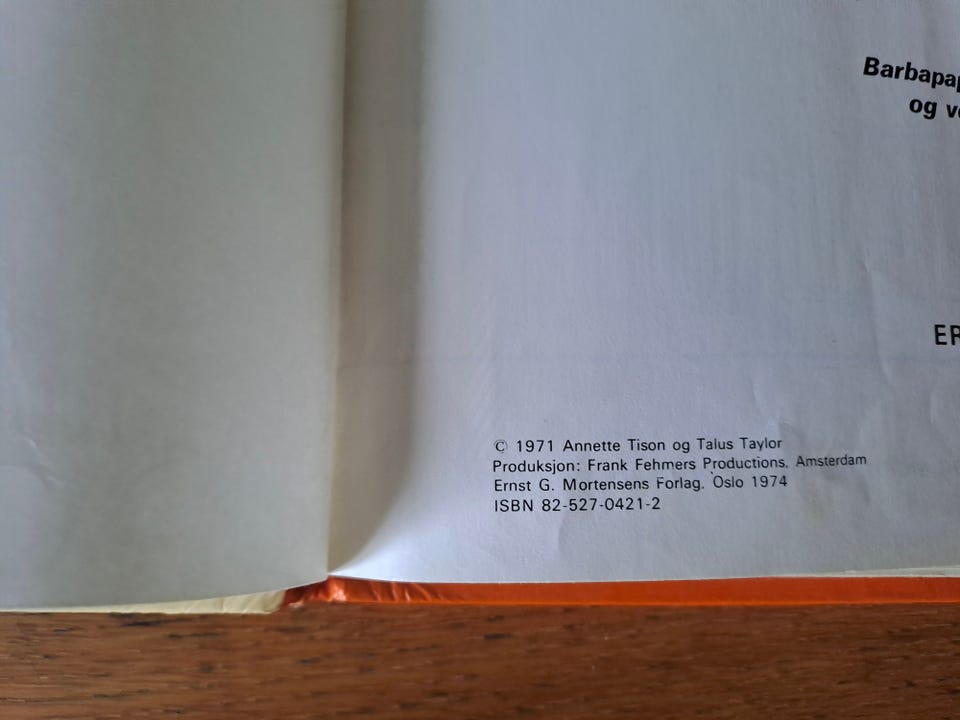 og
© 1971 Annette Tison og Talus Taylor
Produksjon: Frank Fehmers Productions, Amsterdam
Ernst G. Mortensens Forlag, Oslo 1974
ISBN 82-527-0421-2